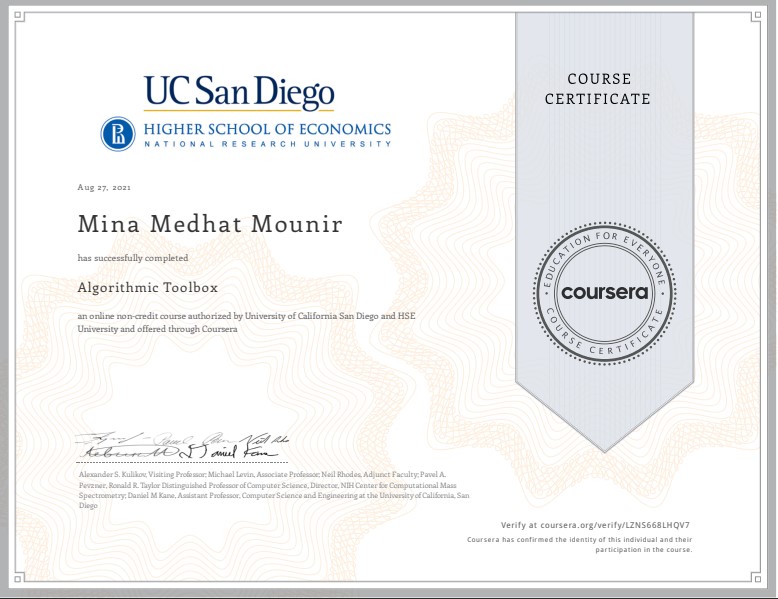 UC San Diego
HIGHER SCHOOL OF ECONOMICS
NATIONAL RESEARCH UNIVERSITY
Aug 27, 2021
Mina Medhat Mounir
has successfully completed
Algorithmic Toolbox
an online non-credit course authorized by University of California San Diego and HSE
University and offered through Coursera
Alexander S. Kulikov, Visiting Professor; Michael Levin, Associate Professor; Neil Rhodes, Adjunct Faculty; Pavel A.
Pevzner, Ronald R. Taylor Distinguished Professor of Computer Science, Director, NIH Center for Computational Mass
Spectrometry; Daniel M Kane, Assistant Professor, Computer Science and Engineering at the University of California, San
Diego
COURSE
CERTIFICATE
EDUCATION FOR EVERYONE
coursera
COURSE CERTIFICATE
Verify at coursera.org/verify/LZNS668LHQV7
Coursera has confirmed the identity of this individual and their
participation in the course.